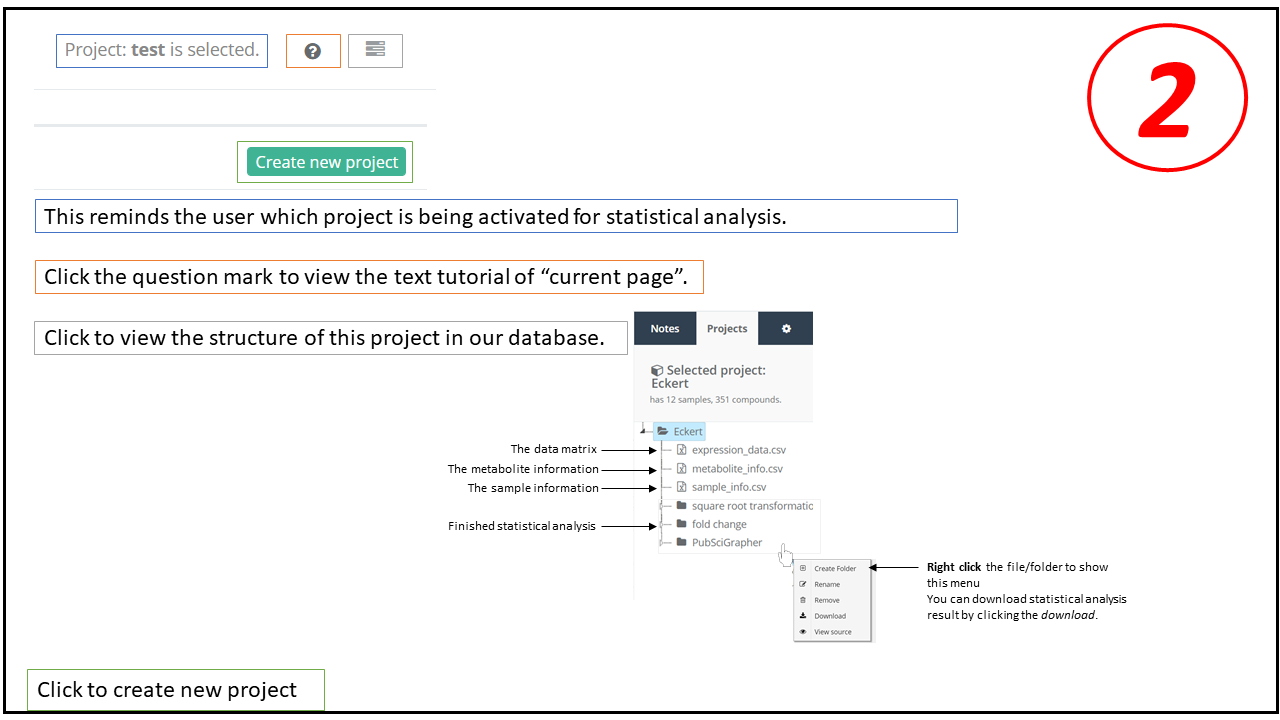 Project: test is selected.
2
Create new project
This reminds the user which project is being activated for statistical analysis.
Click the question mark to view the text tutorial of “current page”.
Click to view the structure of this project in our database.
Notes
Projects
Selected project:
Eckert
has 12 samples, 351 compounds.
Eckert
The data matrix
expression_data.csv
The metabolite information
metabolite_info.csv
The sample information
sample_info.csv
square root transformatio
Finished statistical analysis
fold change
PubSciGrapher
Create Folder
Rename
Remove
Download
View source
Right click the file/folder to show
this menu
You can download statistical analysis
result by clicking the download.
Click to create new project